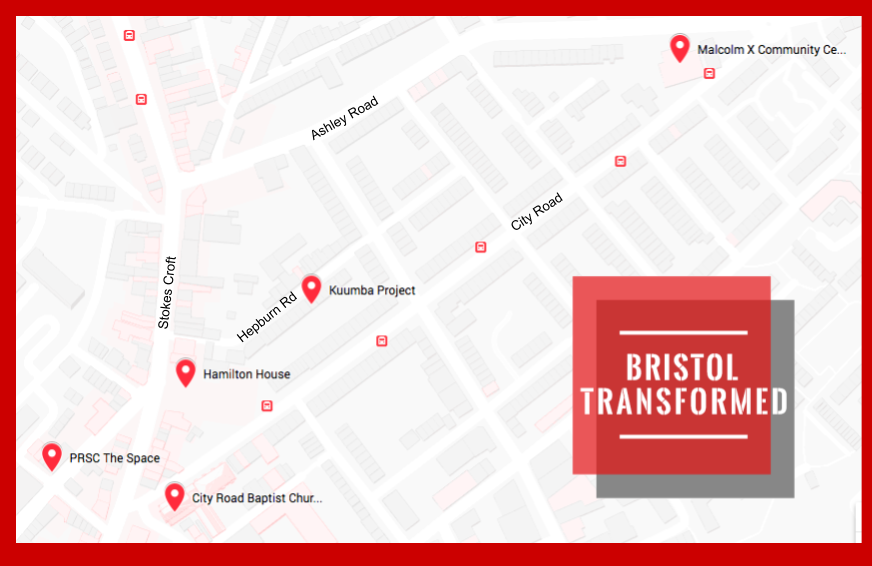 Malcolm X Community Ce...
Ashley Road
City Road
Stokes Croft
Kuumba Project
Hepburn Rd
Hamilton House
BRISTOL
TRANSFORMED
PRSC The Space
City Road Baptist Chur...